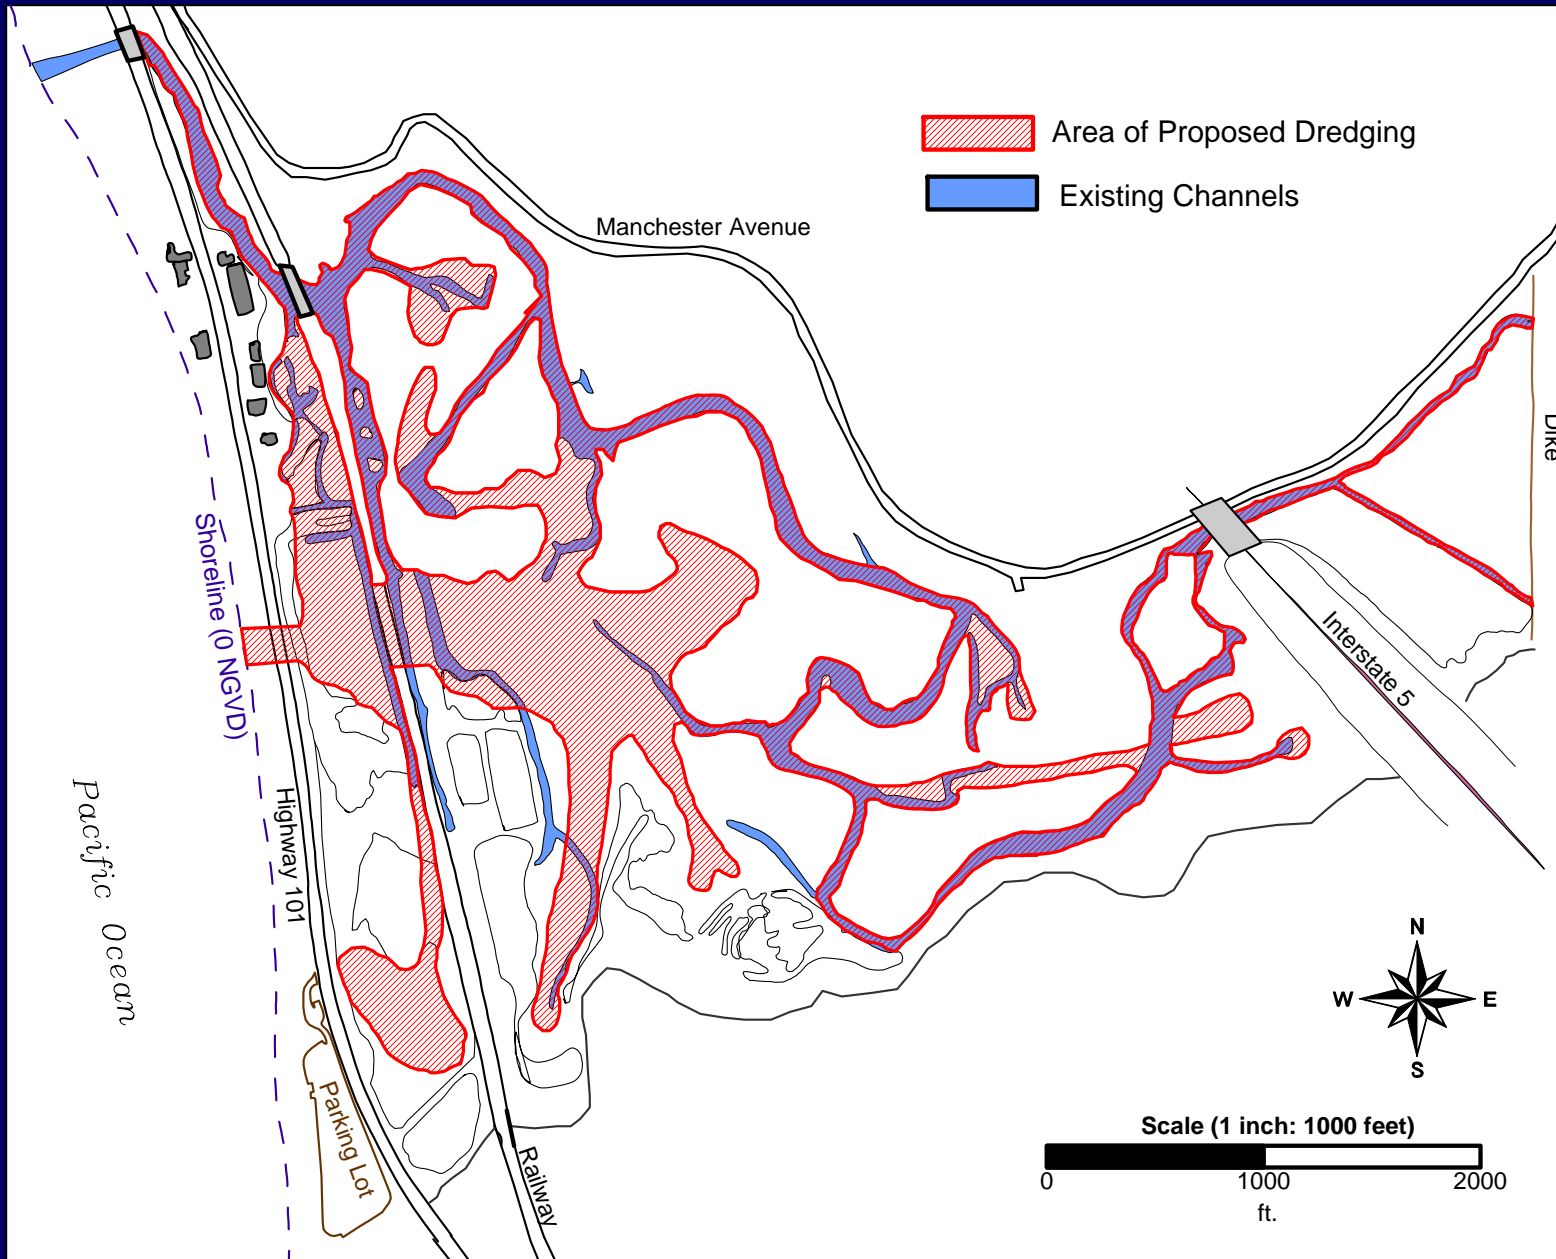 Area of Proposed Dredging
Existing Channels
Manchester Avenue
Dike
Shoreline (0 NGVD)
Interstate 5
Pacific Ocean
Highway 101
N
W
E
S
Parking Lot
Railway
Scale (1 inch: 1000 feet)
0
1000
2000
ft.